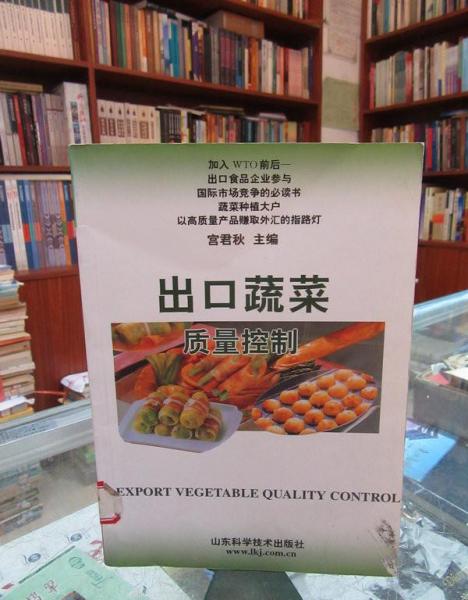 加入 WTO 前后—
出口食品企业参与
国际市场竞争的必读书
蔬菜种植大户
以高质量产品赚取外汇的指路灯
宫君秋 主编
出口蔬菜
质量控制
EXPORT VEGETABLE QUALITY CONTROL
山东科学技术出版社
www.lkj.com.cn